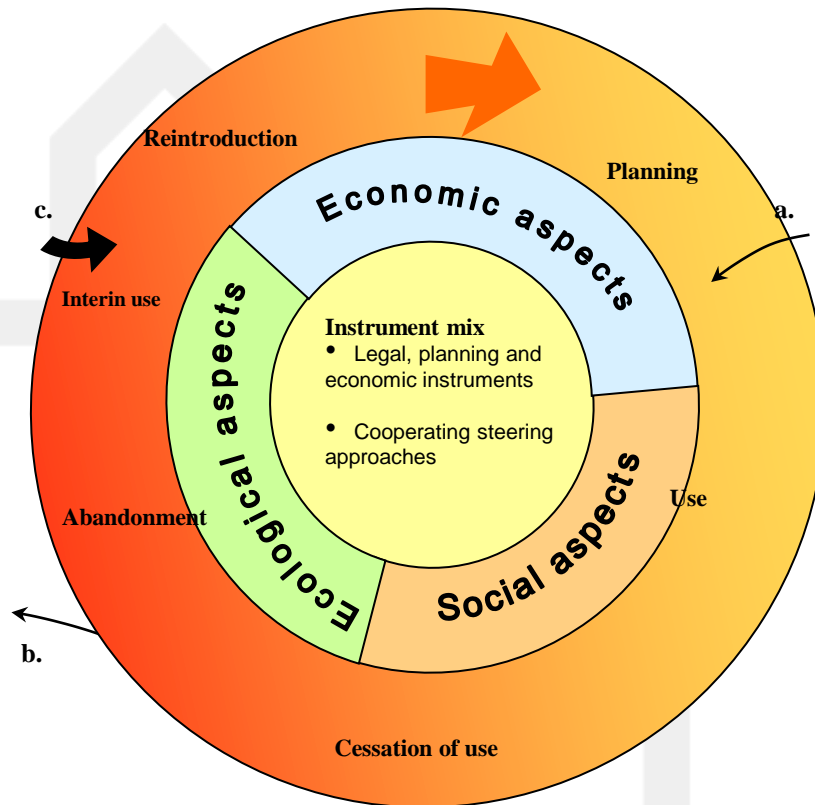 Reintroduction
Planning
Economic aspects
c.
a.
Interin use
Instrument mix
• Legal, planning and
economic instruments
• Cooperating steering
approaches
Ecological aspects
Social aspects
Use
Abandonment
b.
Cessation of use